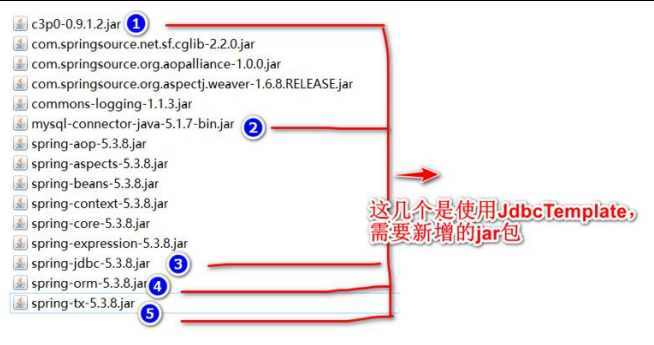 c3p0-0.9.1.2.jar 1
com.springsource.net.sf.cglib-2.2.0.jar
com.springsource.org.aopalliance-1.0.0.jar
com.springsource.org.aspectj.weaver-1.6.8.RELEASE.jar
commons-logging-1.1.3.jar
mysql-connector-java-5.1.7-bin.jar 2
spring-aop-5.3.8.jar
spring-aspects-5.3.8.jar
spring-beans-5.3.8.jar
spring-context-5.3.8.jar
spring-core-5.3.8.jar
spring-expression-5.3.8.jar
spring-jdbc-5.3.8.jar 3
spring-orm-5.3.8.jar 4
spring-tx-5.3.8.jar 5
这几个是使用JdbcTemplate，
需要新增的jar包